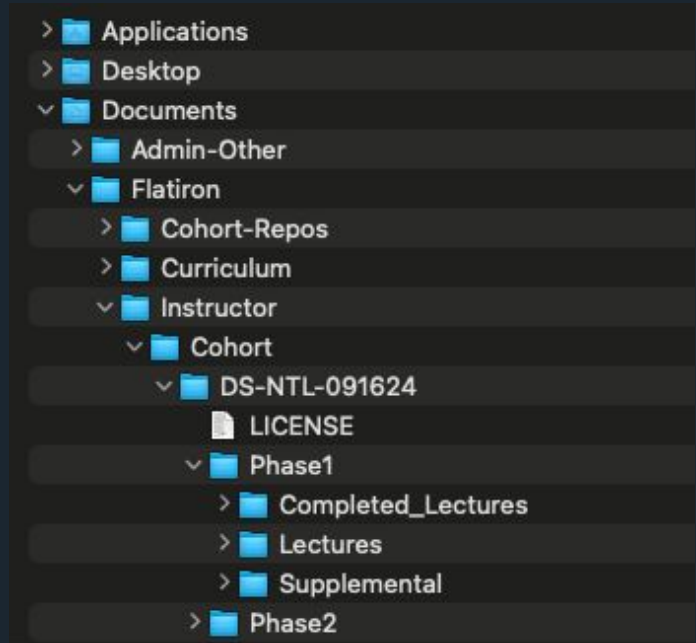 Applications
Desktop
Documents
Admin-Other
Flatiron
Cohort-Repos
Curriculum
Instructor
Cohort
DS-NTL-091624
LICENSE
Phase1
Completed_Lectures
Lectures
Supplemental
Phase2